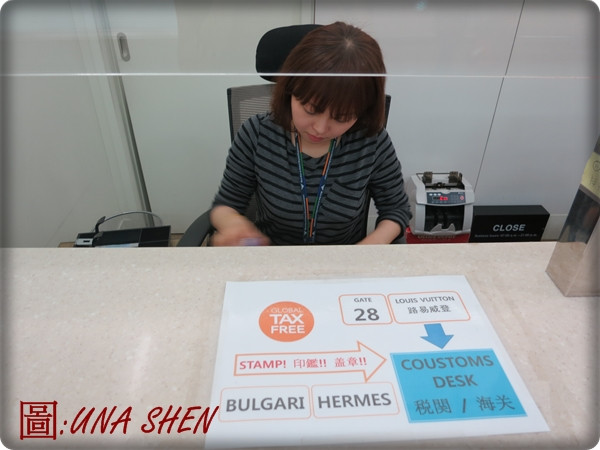 CLOSE
GLOBAL
TAX
FREE
GATE
28
LOUIS VUITTON
路易威登
STAMP! 印鑑!! 盖章!!
COUSTOMS
DESK
税関 / 海关
BULGARI
HERMES
圖:UNA SHEN